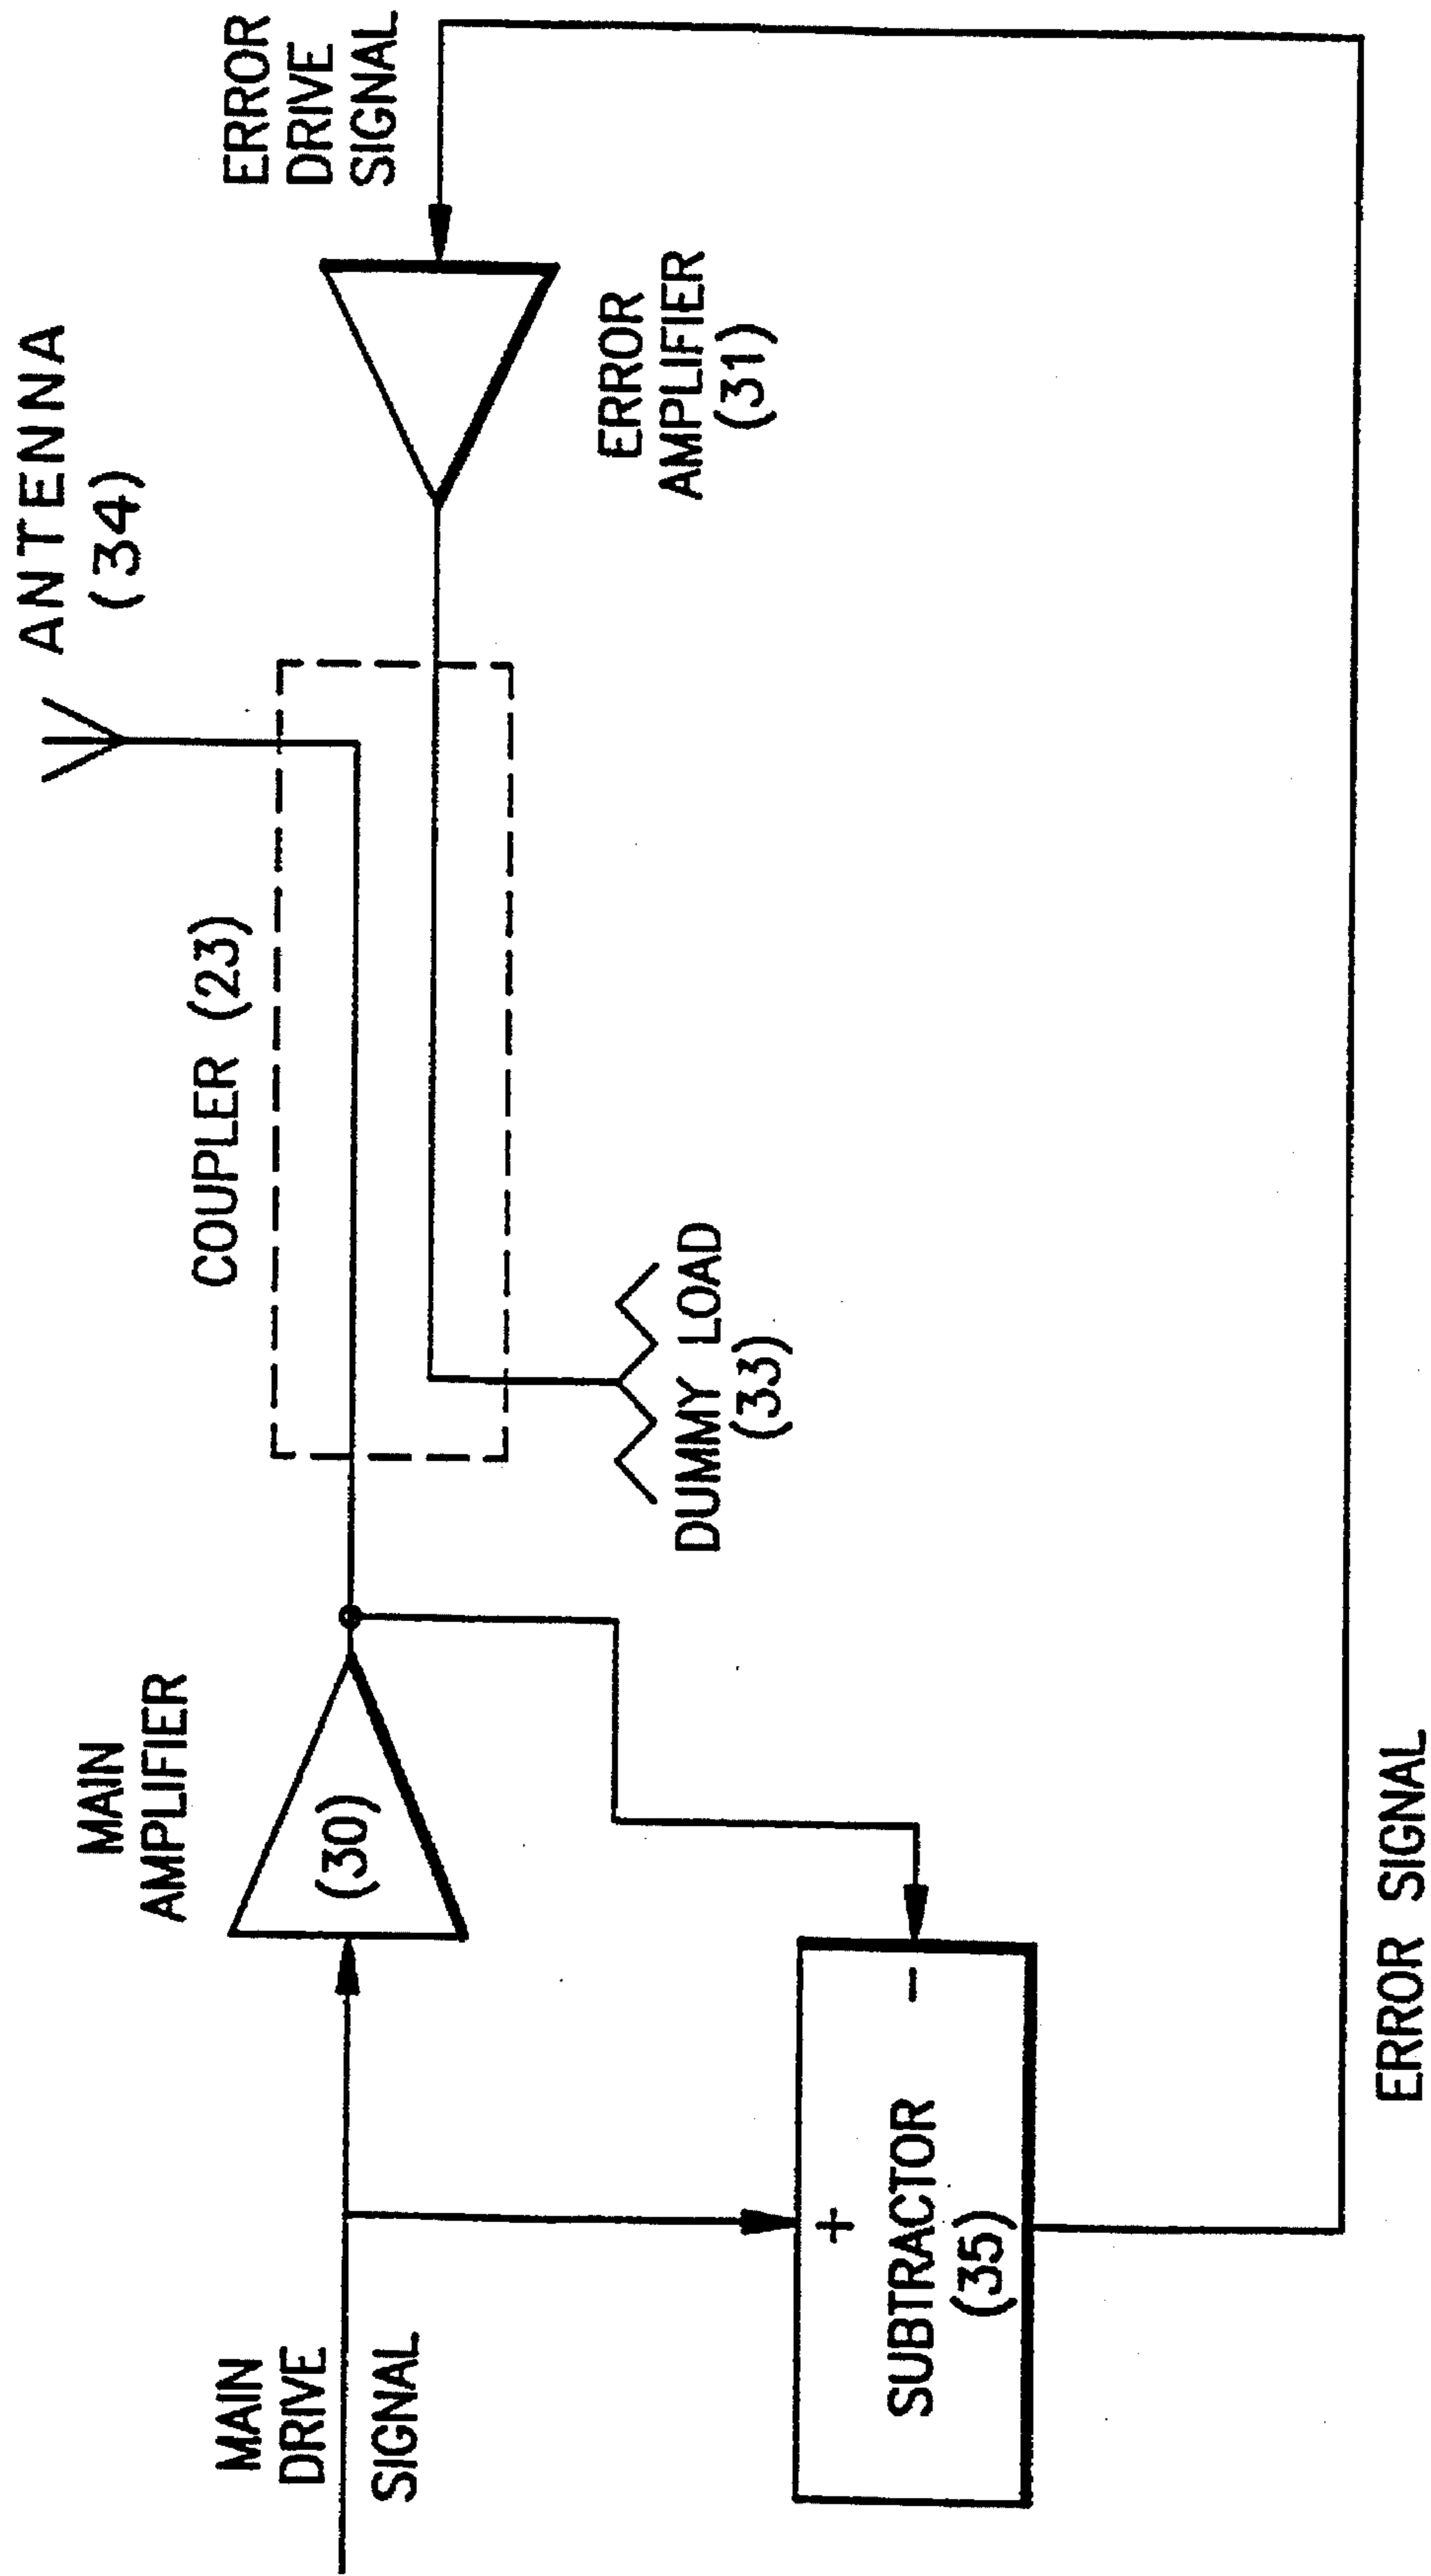 MAIN
DRIVE
SIGNAL
MAIN
AMPLIFIER
(30)
COUPLER (23)
ANTENNA
(34)
ERROR
DRIVE
SIGNAL
ERROR
AMPLIFIER
(31)
DUMMY LOAD
(33)
+
-
SUBTRACTOR
(35)
ERROR SIGNAL